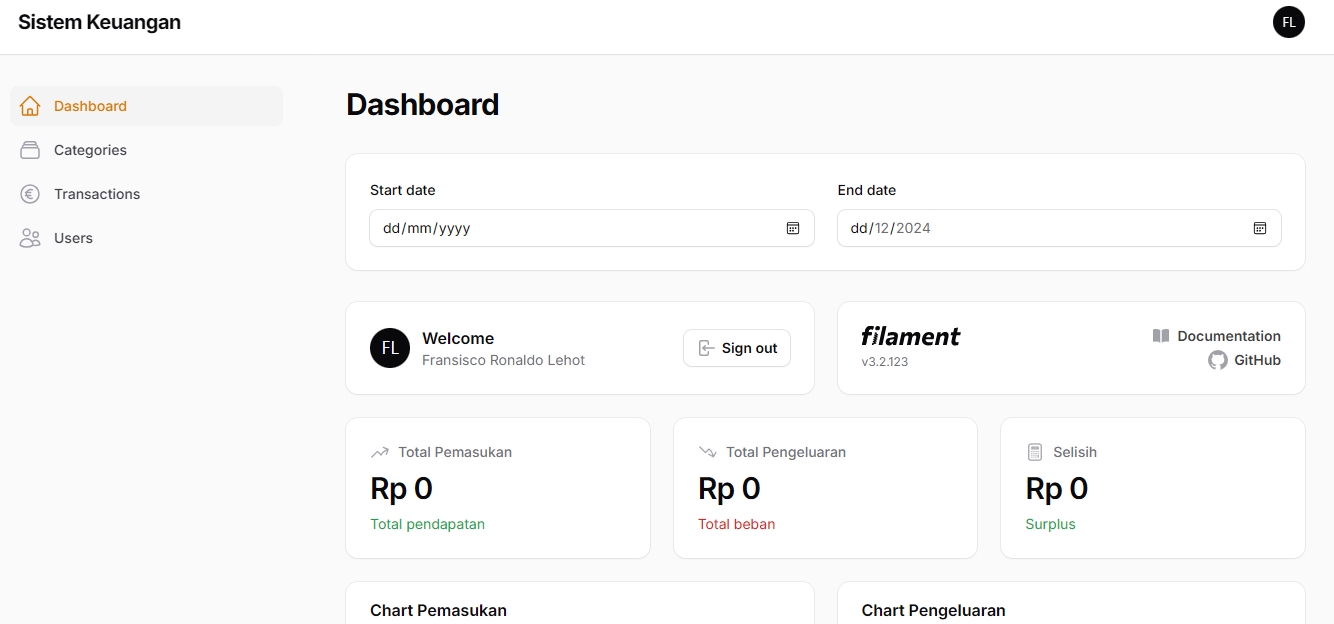 Sistem Keuangan
FL
Dashboard
Categories
Transactions
Users
Dashboard
Start date
dd/mm/yyyy
End date
dd/12/2024
FL
Welcome
Fransisco Ronaldo Lehot
Sign out
filament
v3.2.123
Documentation
GitHub
Total Pemasukan
Rp 0
Total pendapatan
Total Pengeluaran
Rp 0
Total beban
Selisih
Rp 0
Surplus
Chart Pemasukan
Chart Pengeluaran